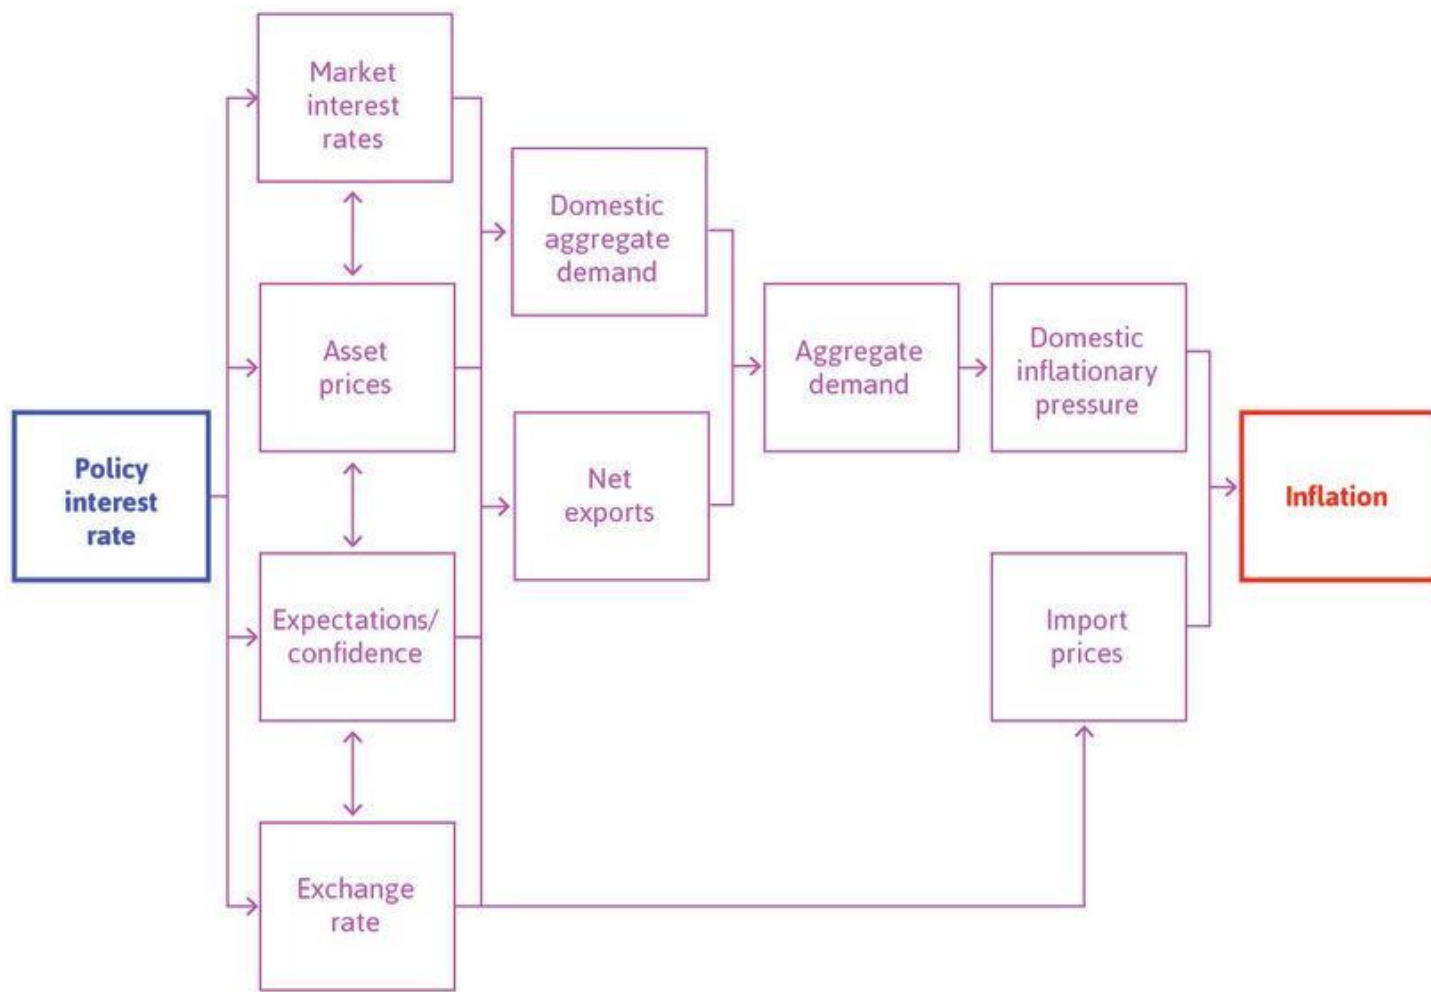 Market
interest
rates
Domestic
aggregate
demand
Asset
prices
Aggregate
demand
Domestic
inflationary
pressure
Policy
interest
rate
Net
exports
Inflation
Expectations/
confidence
Import
prices
Exchange
rate